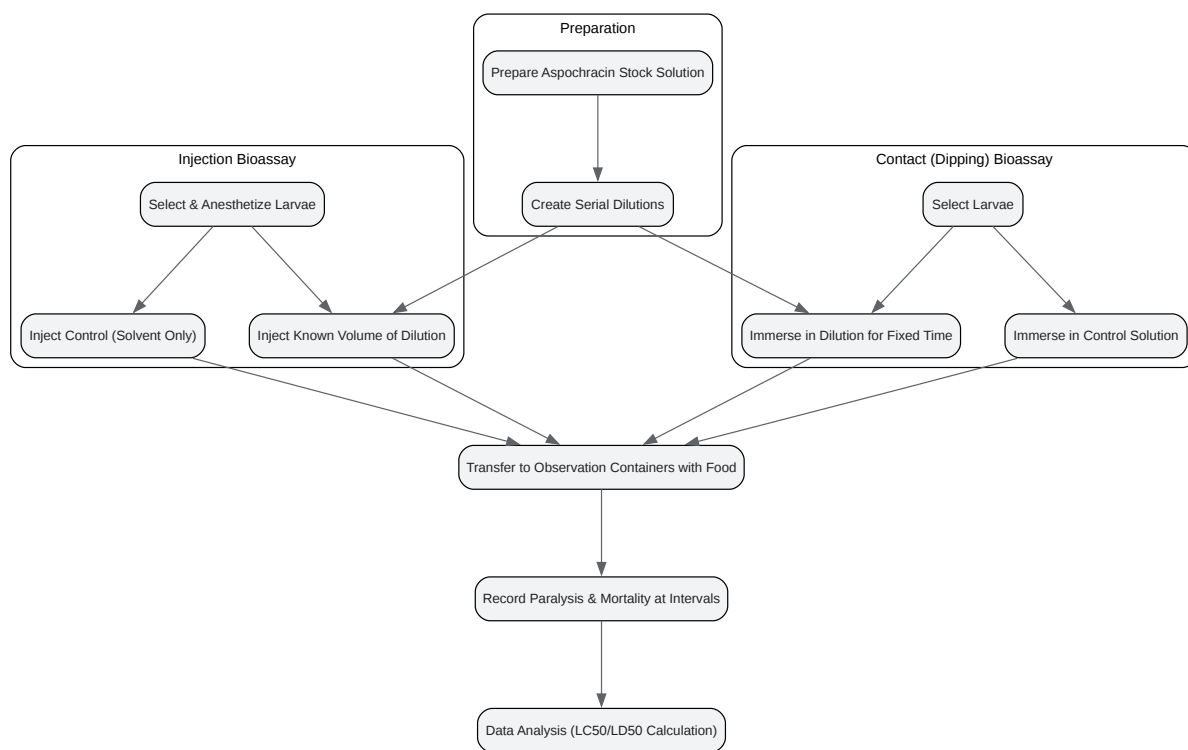 Preparation
Prepare Aspochracin Stock Solution
Injection Bioassay
Contact (Dipping) Bioassay
Select & Anesthetize Larvae
Create Serial Dilutions
Select Larvae
Inject Control (Solvent Only)
Inject Known Volume of Dilution
Immerse in Dilution for Fixed Time
Immerse in Control Solution
Transfer to Observation Containers with Food
Record Paralysis & Mortality at Intervals
Data Analysis (LC50/LD50 Calculation)